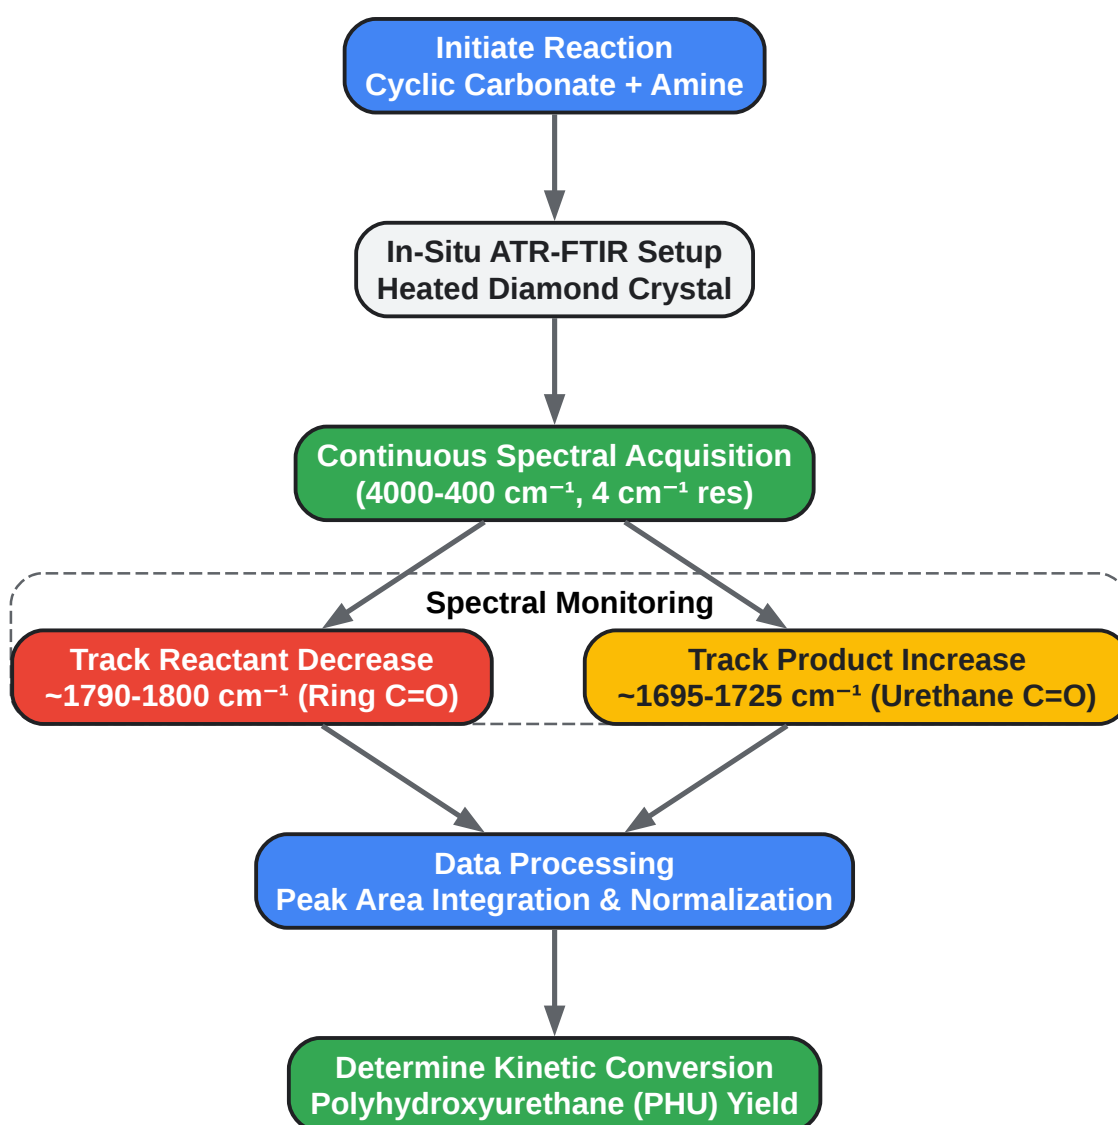 Initiate Reaction
Cyclic Carbonate + Amine
In-Situ ATR-FTIR Setup
Heated Diamond Crystal
Continuous Spectral Acquisition
(4000-400 cm⁻¹, 4 cm⁻¹ res)
Spectral Monitoring
Track Reactant Decrease
~1790-1800 cm⁻¹ (Ring C=O)
Track Product Increase
~1695-1725 cm⁻¹ (Urethane C=O)
Data Processing
Peak Area Integration & Normalization
Determine Kinetic Conversion
Polyhydroxyurethane (PHU) Yield